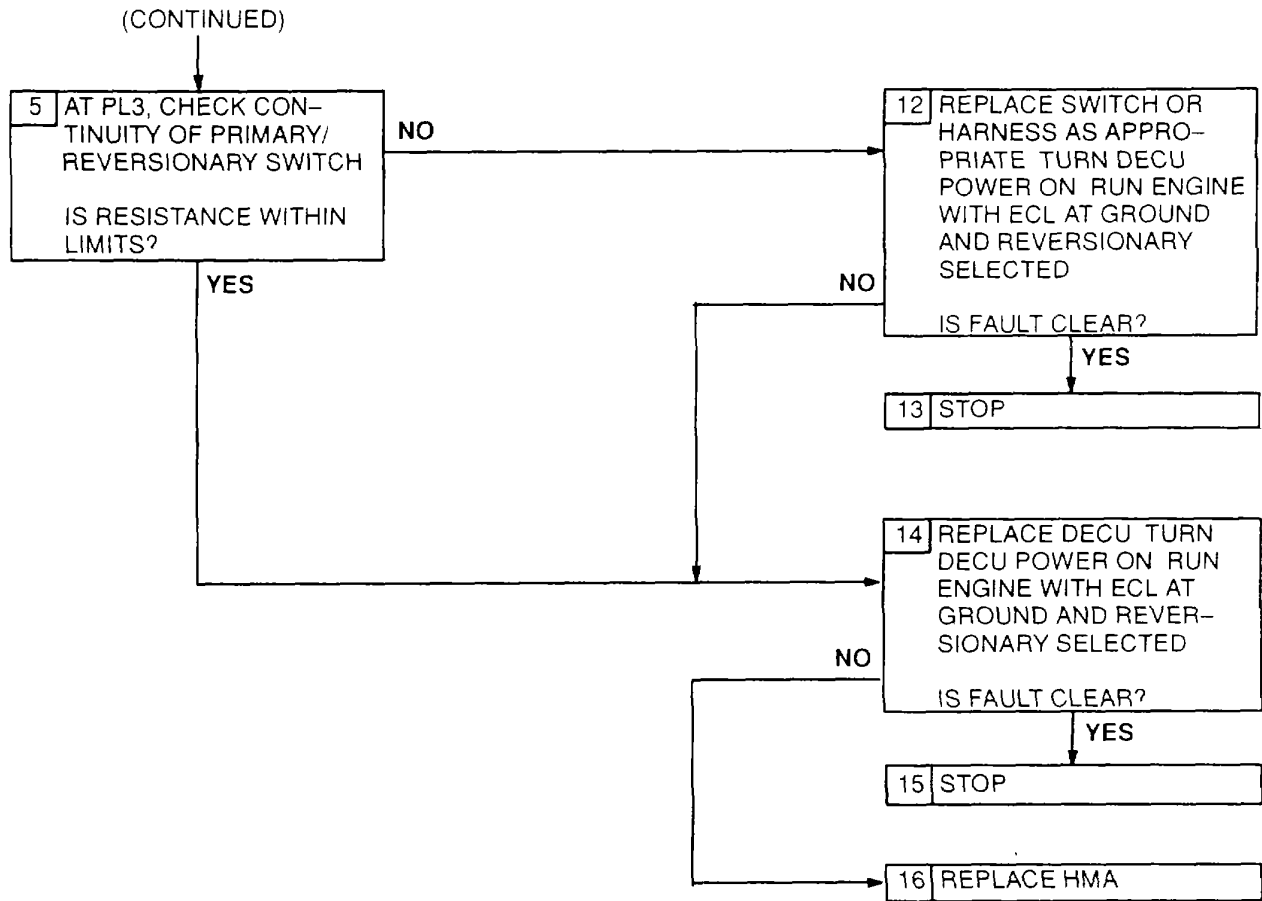 (CONTINUED)
5 AT PL3, CHECK CON–
TINUITY OF PRIMARY/
REVERSIONARY SWITCH
IS RESISTANCE WITHIN
LIMITS?
NO
YES
12 REPLACE SWITCH OR
HARNESS AS APPRO–
PRIATE TURN DECU
POWER ON RUN ENGINE
WITH ECL AT GROUND
AND REVERSIONARY
SELECTED
IS FAULT CLEAR?
NO
YES
13 STOP
14 REPLACE DECU TURN
DECU POWER ON RUN
ENGINE WITH ECL AT
GROUND AND REVER–
SIONARY SELECTED
IS FAULT CLEAR?
NO
YES
15 STOP
16 REPLACE HMA